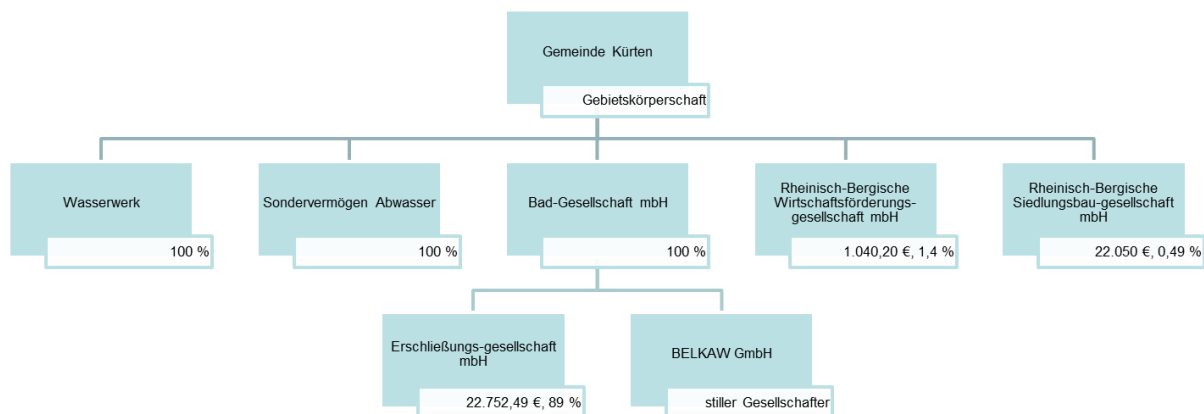 Gemeinde Kürten
Gebietskörperschaft
Wasserwerk
100 %
Sondervermögen Abwasser
100 %
Bad-Gesellschaft mbH
100 %
Rheinisch-Bergische
Wirtschaftsförderungs-
gesellschaft mbH
1.040,20 €, 1,4 %
Rheinisch-Bergische
Siedlungsbau-gesellschaft
mbH
22.050 €, 0,49 %
Erschließungs-gesellschaft
mbH
22.752,49 €, 89 %
BELKAW GmbH
stiller Gesellschafter